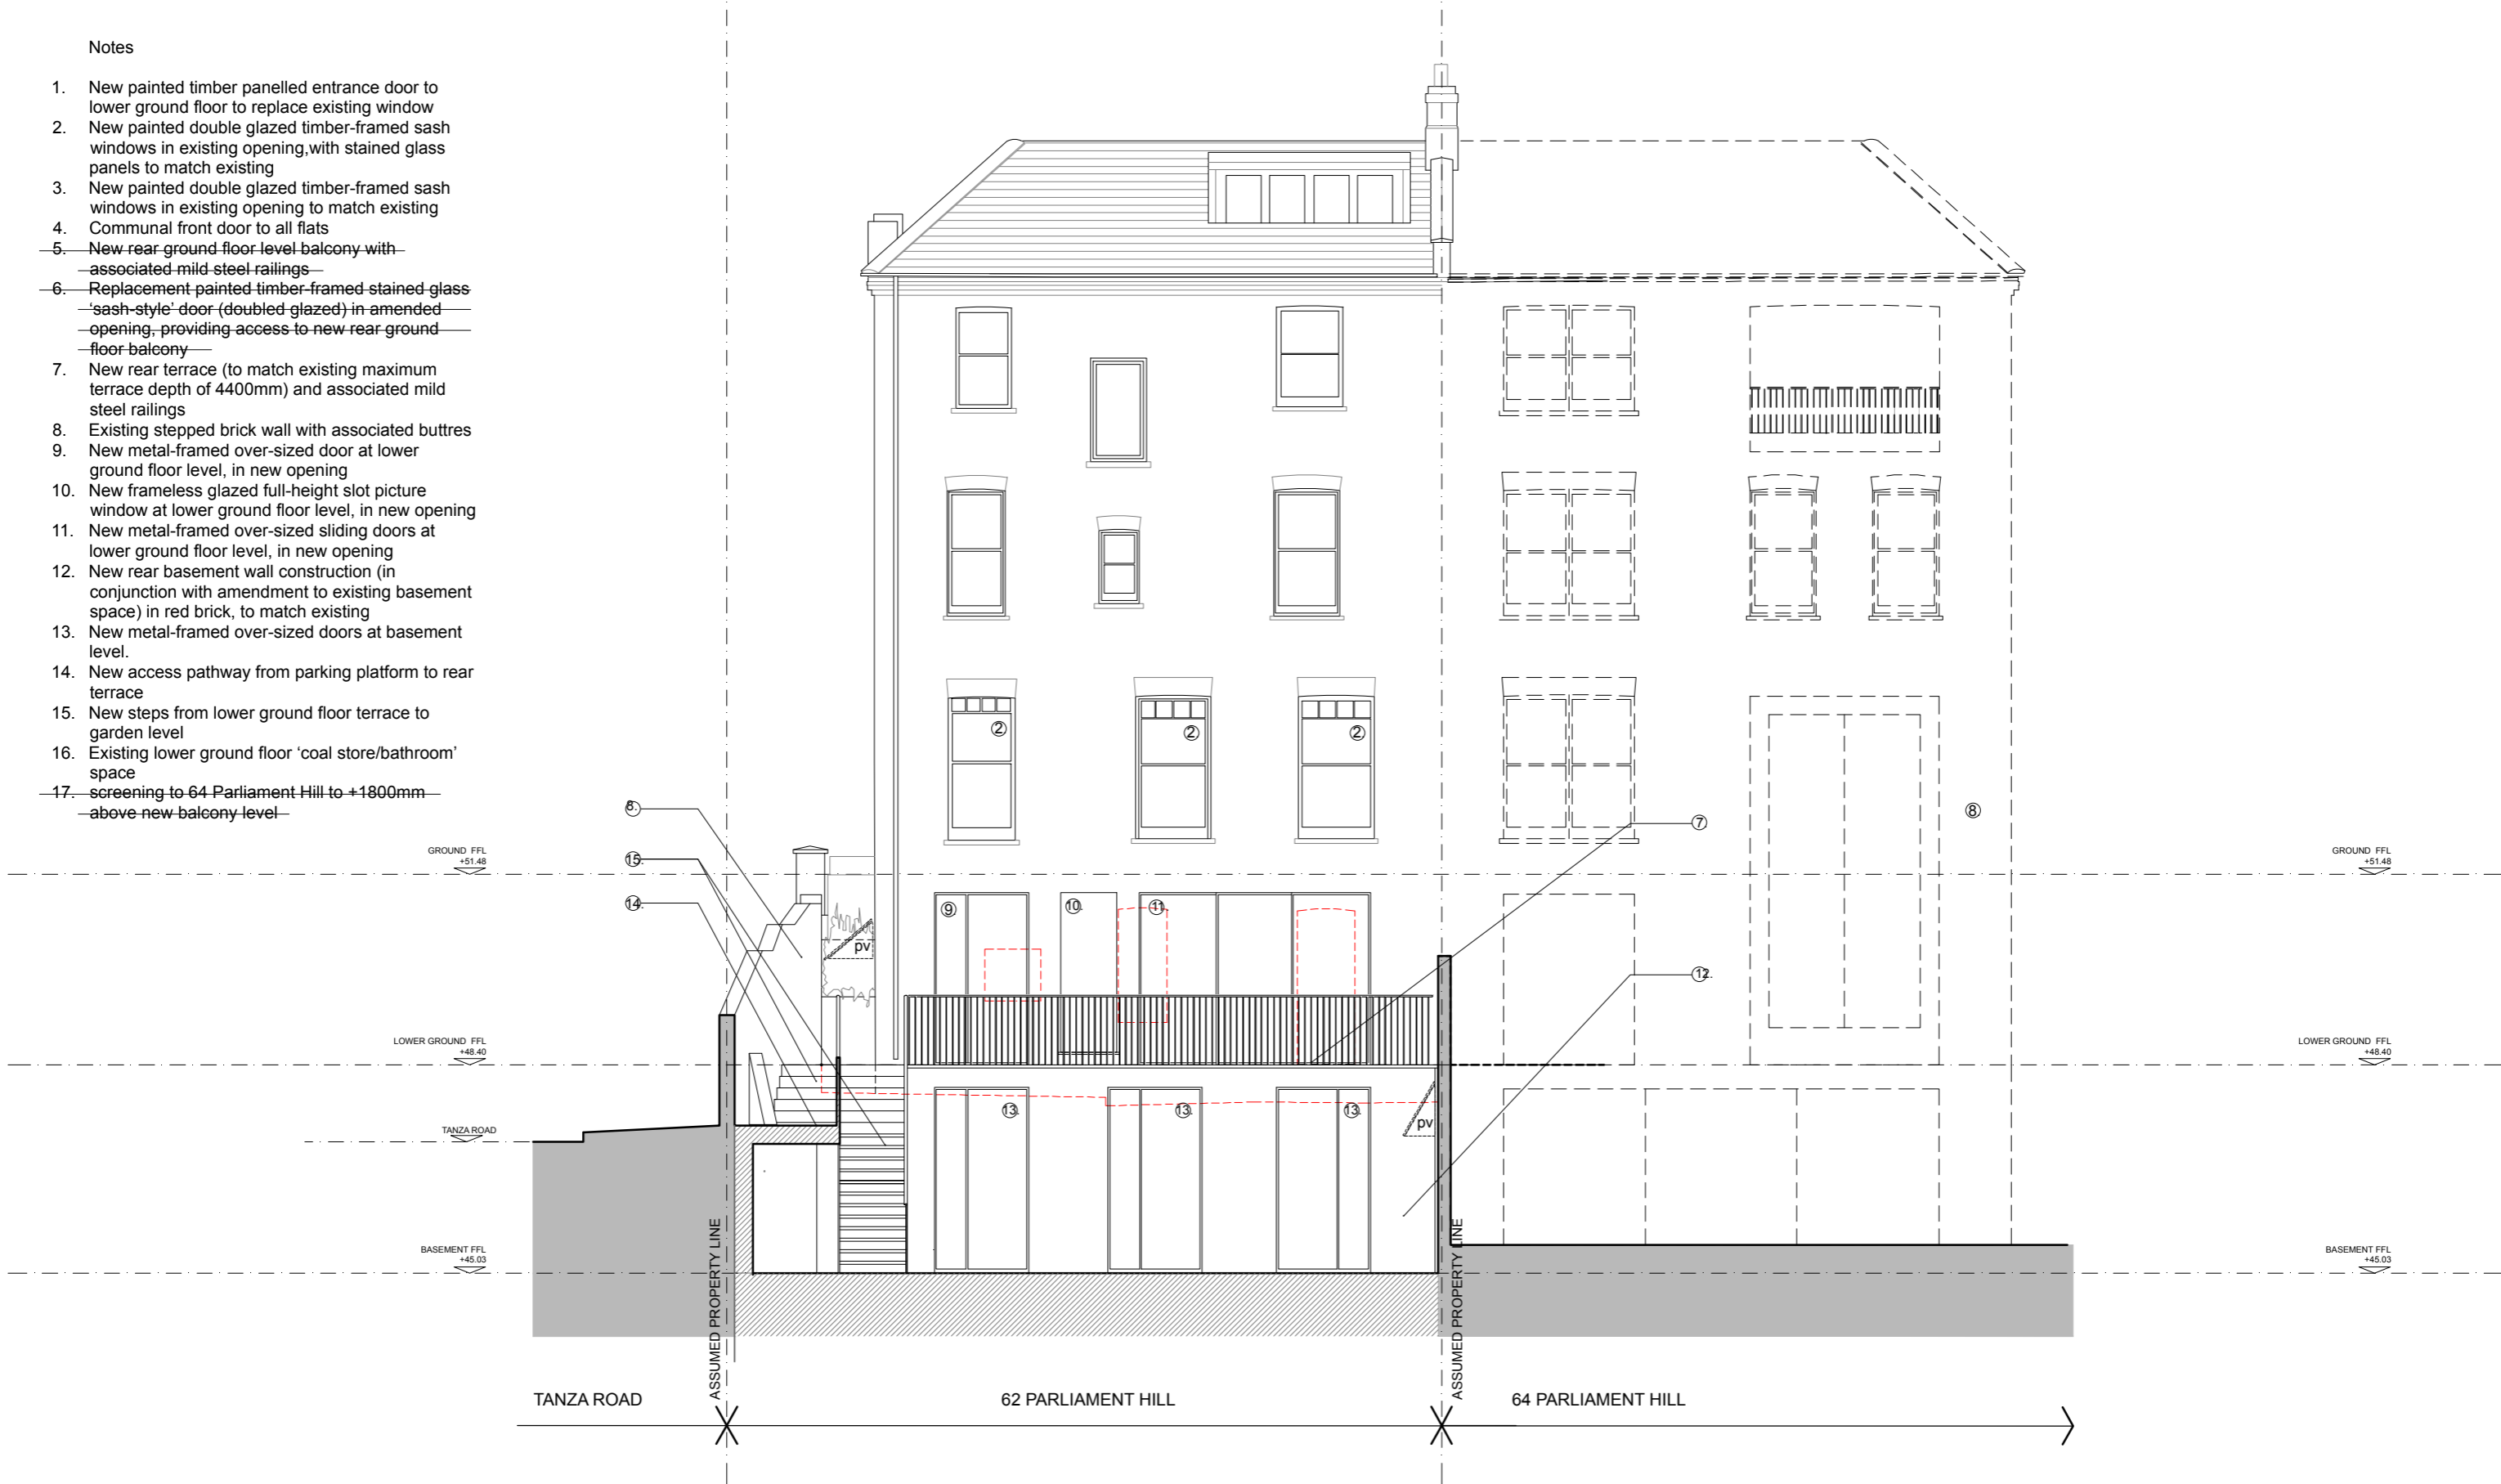 Notes
1. New painted timber panelled entrance door to
lower ground floor to replace existing window
2. New painted double glazed timber-framed sash
windows in existing opening,with stained glass
panels to match existing
3. New painted double glazed timber-framed sash
windows in existing opening to match existing
4. Communal front door to all flats
5. New rear ground floor level balcony with
associated mild steel railings
6. Replacement painted timber-framed stained glass
‘sash-style’ door (doubled glazed) in amended
opening, providing access to new rear ground
floor balcony
7. New rear terrace (to match existing maximum
terrace depth of 4400mm) and associated mild
steel railings
8. Existing stepped brick wall with associated buttres
9. New metal-framed over-sized door at lower
ground floor level, in new opening
10. New frameless glazed full-height slot picture
window at lower ground floor level, in new opening
11. New metal-framed over-sized sliding doors at
lower ground floor level, in new opening
12. New rear basement wall construction (in
conjunction with amendment to existing basement
space) in red brick, to match existing
13. New metal-framed over-sized doors at basement
level.
14. New access pathway from parking platform to rear
terrace
15. New steps from lower ground floor terrace to
garden level
16. Existing lower ground floor ‘coal store/bathroom’
space
17. screening to 64 Parliament Hill to +1800mm
above new balcony level
2
2
2
8.
7
8
15.
14.
GROUND FFL
+51.48
GROUND FFL
+51.48
9
10.
11.
pv
12.
LOWER GROUND FFL
+48.40
LOWER GROUND FFL
+48.40
13.
13.
13.
pv
TANZA ROAD
BASEMENT FFL
+45.03
BASEMENT FFL
+45.03
ASSUMED PROPERTY LINE
ASSUMED PROPERTY LINE
TANZA ROAD
62 PARLIAMENT HILL
64 PARLIAMENT HILL